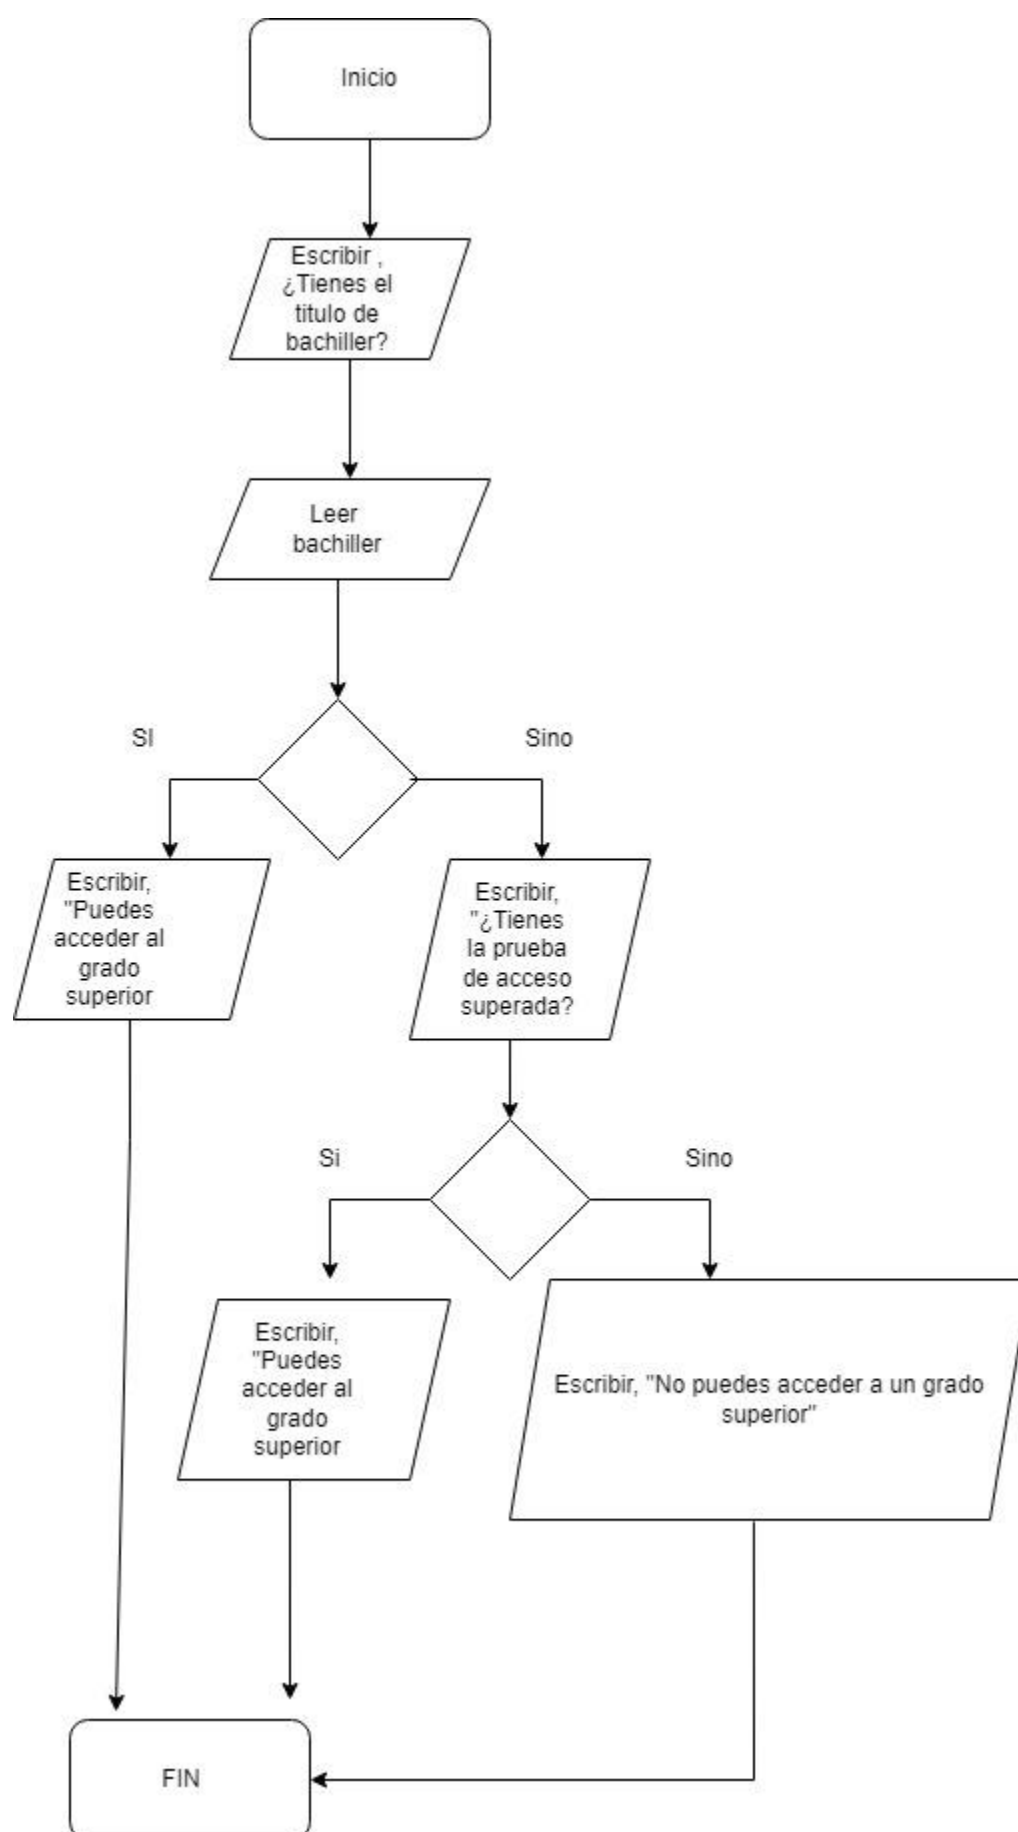 Inicio
Escribir ,
¿Tienes el
titulo de
bachiller?
Leer
bachiller
SI
Sino
Escribir,
"Puedes
acceder al
grado
superior
Escribir,
"¿Tienes
la prueba
de acceso
superada?
Si
Sino
Escribir,
"Puedes
acceder al
grado
superior
Escribir, "No puedes acceder a un grado
superior"
FIN